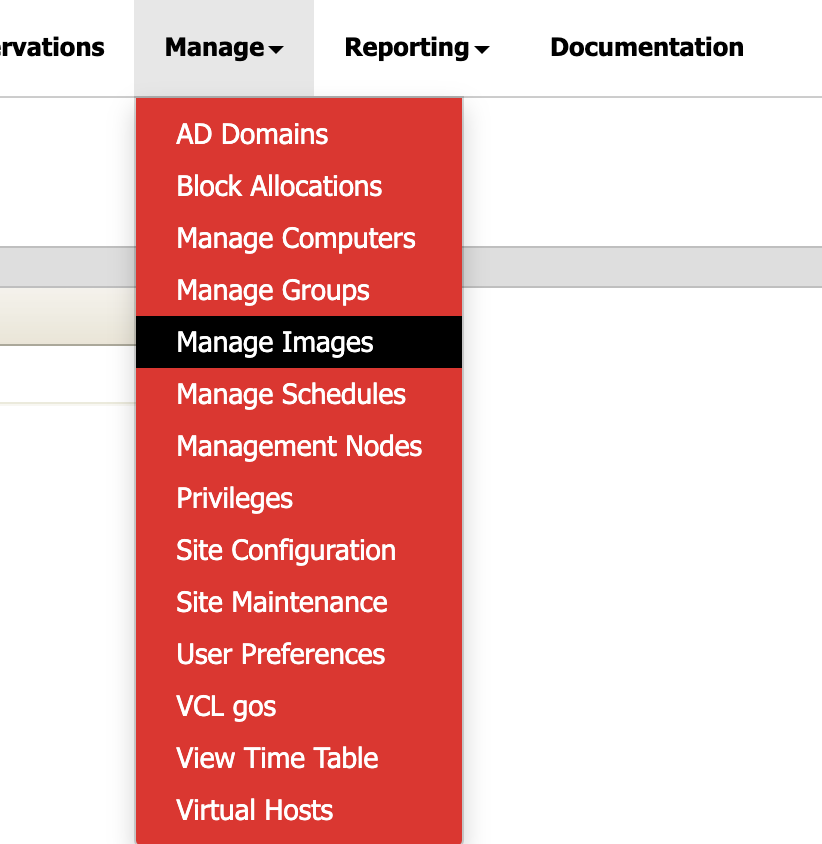 rvations Manage Reporting Documentation
AD Domains
Block Allocations
Manage Computers
Manage Groups
Manage Images
Manage Schedules
Management Nodes
Privileges
Site Configuration
Site Maintenance
User Preferences
VCL gos
View Time Table
Virtual Hosts